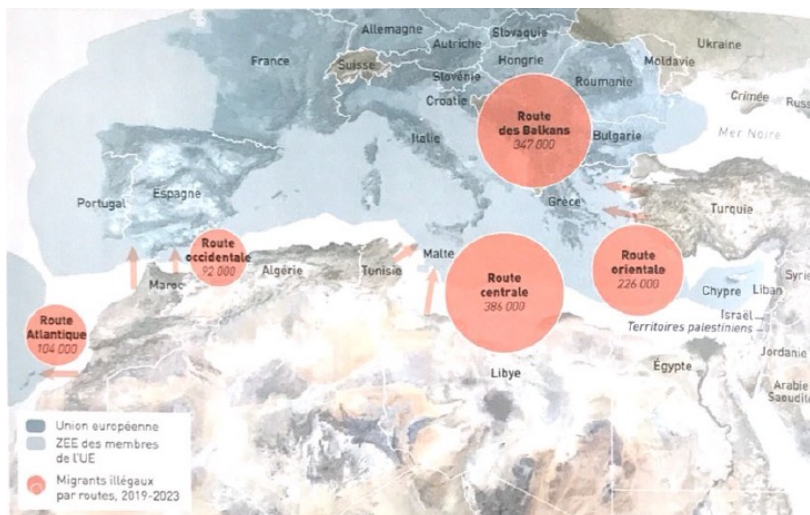 Allemagne
Slovaquie
Ukraine
Autriche
France
Suisse
Hongrie
Moldavie
Slovénie
Roumanie
Croatie
Crimée
Russ
Route
des Balkans
347 000
Italie
Bulgarie
Mer Noire
Espagne
Portugal
Grèce
Turquie
Route
occidentale
92 000
Malte
Route
orientale
226 000
Algérie
Tunisie
Maroc
Route
centrale
386 000
Syrie
Chypre
Liban
Israël
Territoires palestiniens
Route
Atlantique
104 000
Jordanie
Égypte
Libye
Arabie
Saoudite
Union européenne
ZEE des membres
de l'UE
Migrants illégaux
par routes, 2019-2023